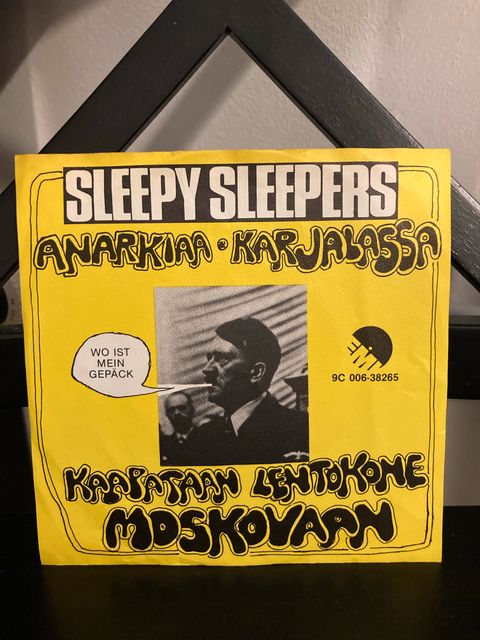 SLEEPY SLEEPERS
ANARKIAA • KARJALASSA
WO IST
MEIN
GEPÄCK
EMI
9C 006-38265
KAAPATAAN LENTOKONE
MOSKOVAAN